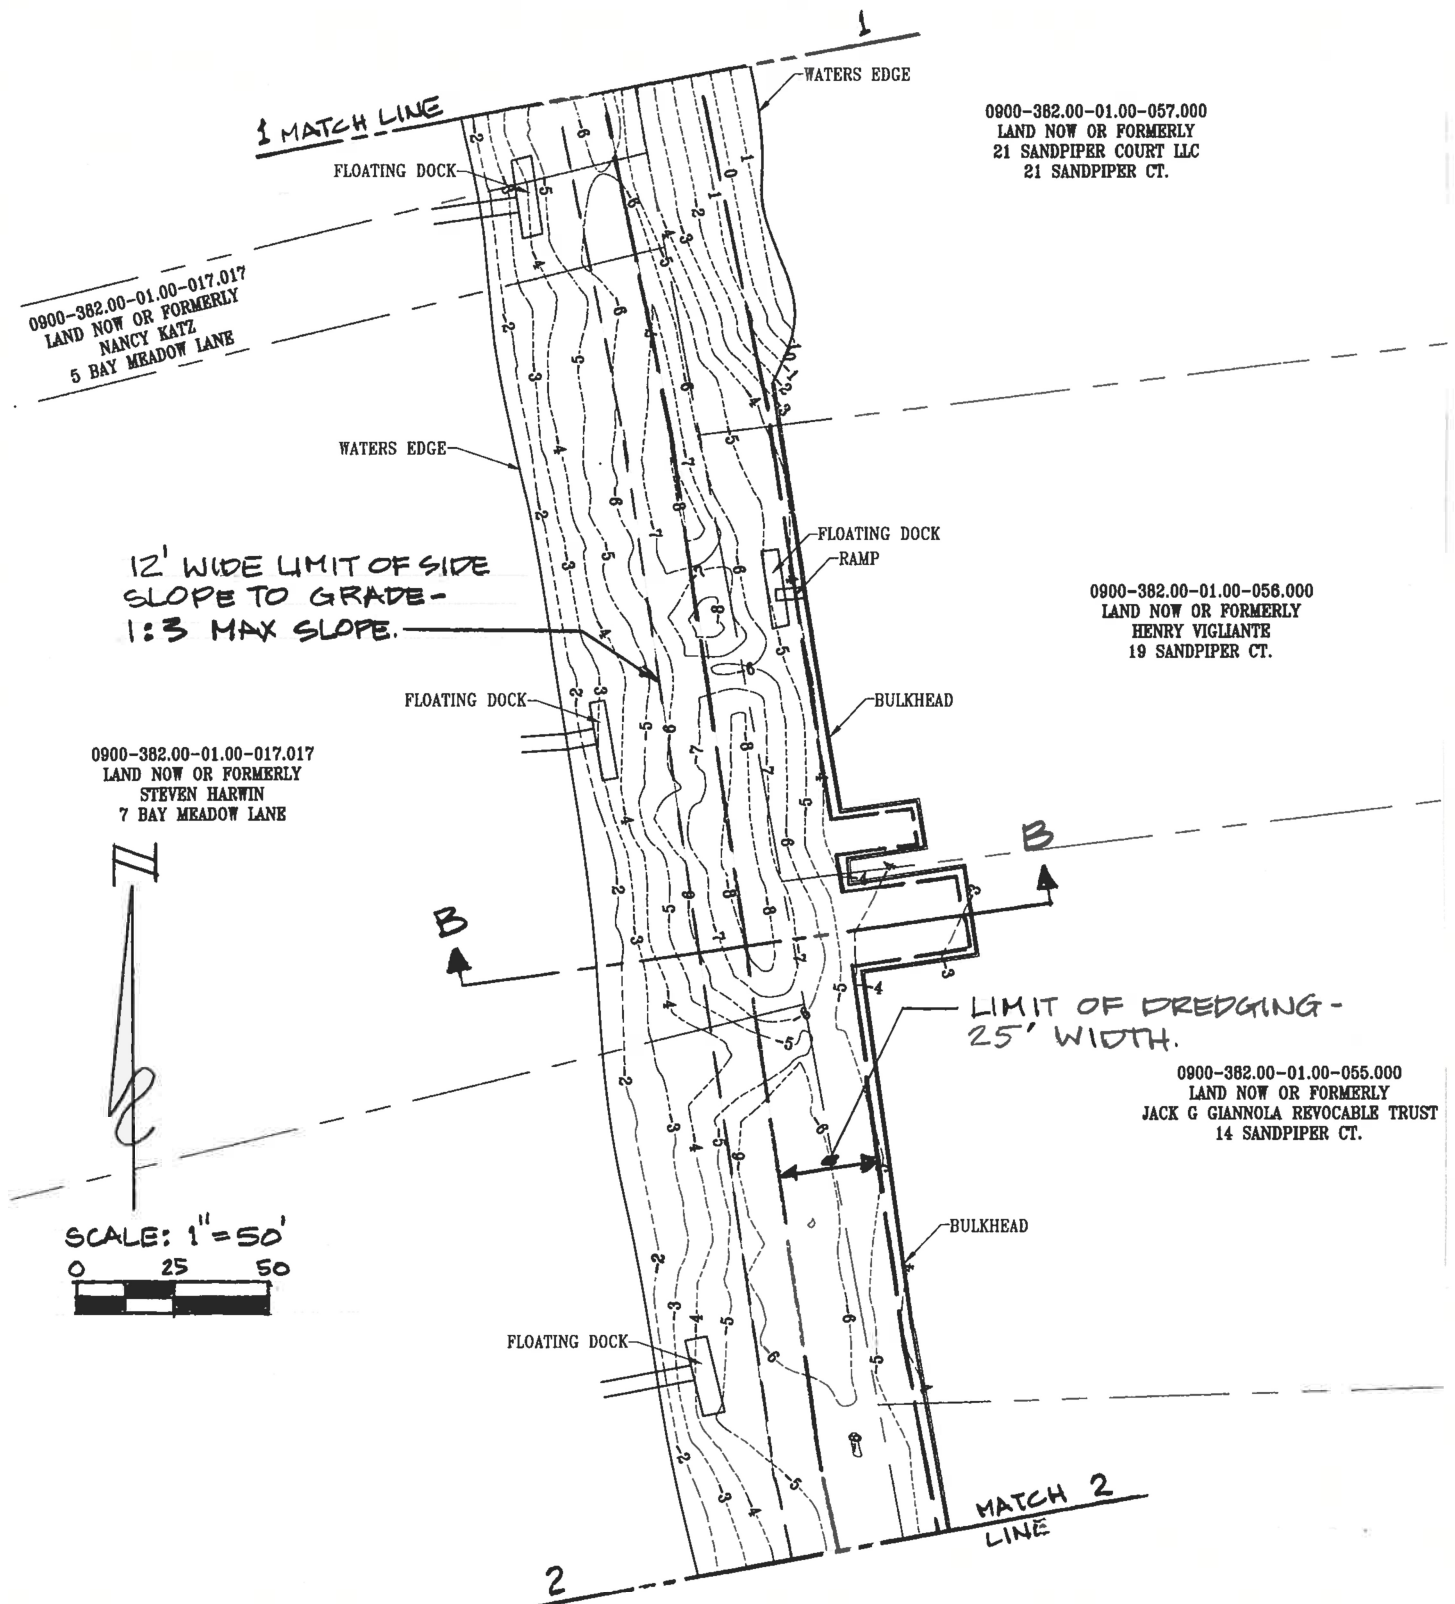 1
WATERS EDGE
1 MATCH LINE
0900-382.00-01.00-057.000
LAND NOW OR FORMERLY
21 SANDPIPER COURT LLC
21 SANDPIPER CT.
FLOATING DOCK
0900-382.00-01.00-017.017
LAND NOW OR FORMERLY
NANCY KATZ
5 BAY MEADOW LANE
WATERS EDGE
FLOATING DOCK
RAMP
12' WIDE LIMIT OF SIDE
SLOPE TO GRADE-
1:3 MAX SLOPE.
0900-382.00-01.00-056.000
LAND NOW OR FORMERLY
HENRY VIGLIANTE
19 SANDPIPER CT.
FLOATING DOCK
BULKHEAD
0900-382.00-01.00-017.017
LAND NOW OR FORMERLY
STEVEN HARWIN
7 BAY MEADOW LANE
B
B
LIMIT OF DREDGING-
25' WIDTH.
0900-382.00-01.00-055.000
LAND NOW OR FORMERLY
JACK G GIANNOLA REVOCABLE TRUST
14 SANDPIPER CT.
N
SCALE: 1"=50'
0 25 50
BULKHEAD
FLOATING DOCK
MATCH 2
LINE
2